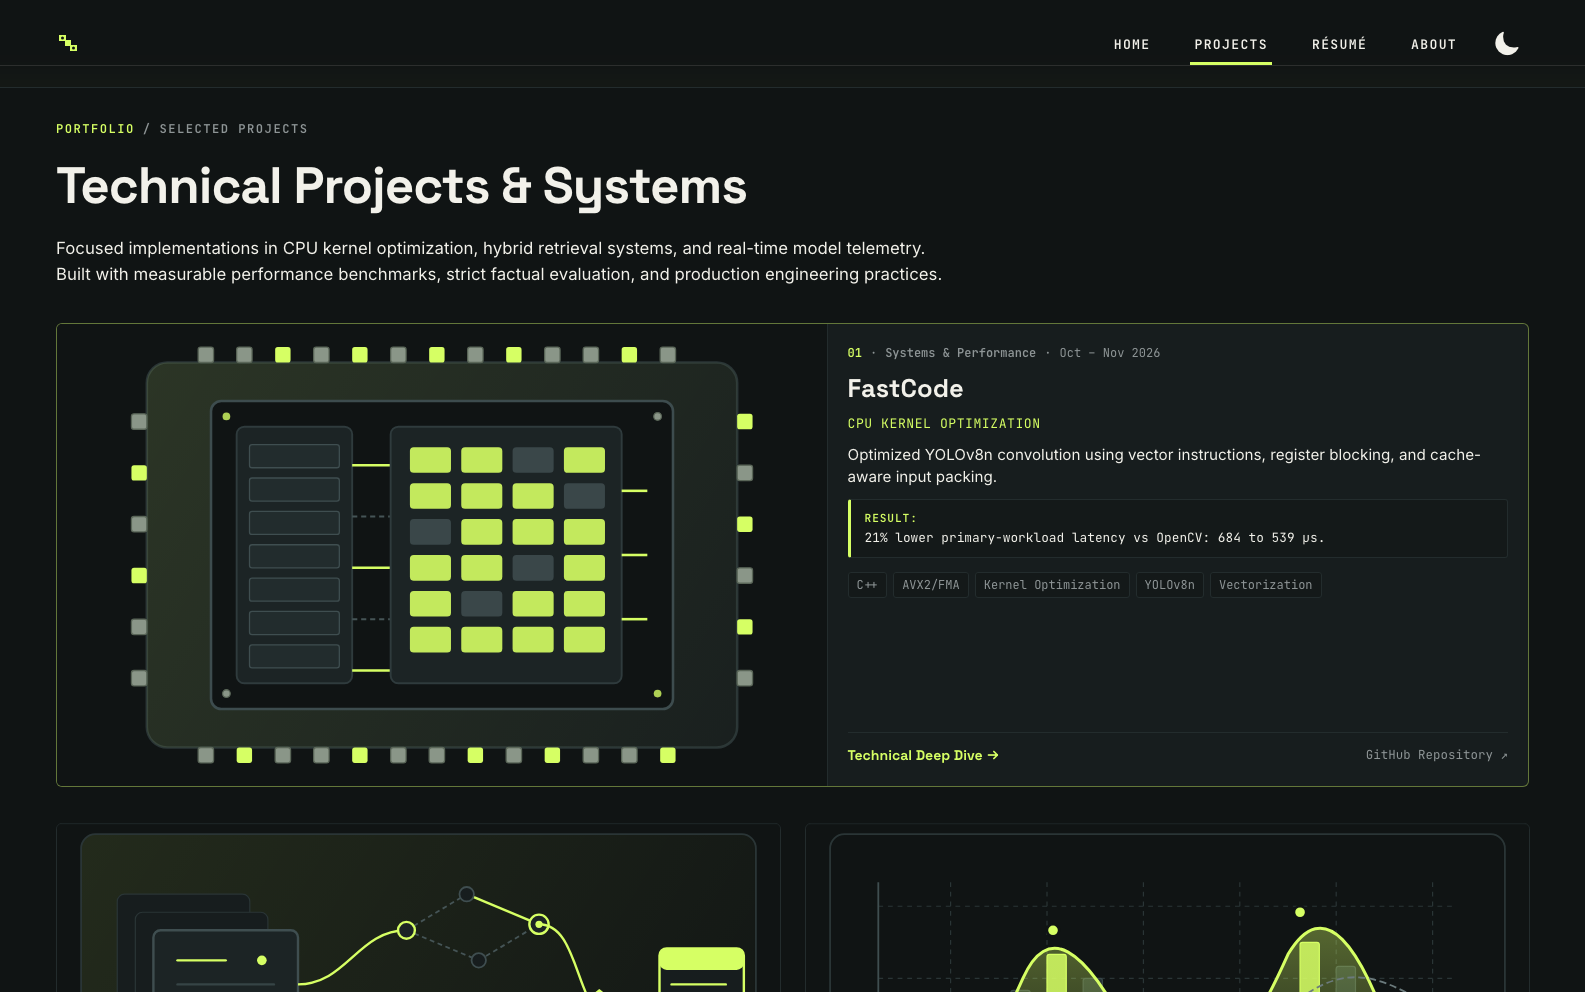 HOME PROJECTS RÉSUMÉ ABOUT
PORTFOLIO / SELECTED PROJECTS
Technical Projects & Systems
Focused implementations in CPU kernel optimization, hybrid retrieval systems, and real-time model telemetry.
Built with measurable performance benchmarks, strict factual evaluation, and production engineering practices.
01 · Systems & Performance · Oct – Nov 2026
FastCode
CPU KERNEL OPTIMIZATION
Optimized YOLOv8n convolution using vector instructions, register blocking, and cache-
aware input packing.
RESULT:
21% lower primary-workload latency vs OpenCV: 684 to 539 µs.
C++ AVX2/FMA Kernel Optimization YOLOv8n Vectorization
Technical Deep Dive → GitHub Repository ↗